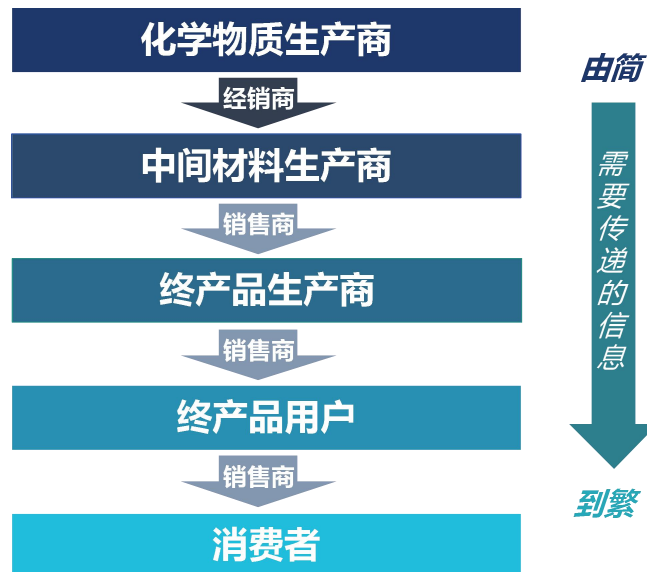 化学物质生产商
经销商
中间材料生产商
销售商
终产品生产商
销售商
终产品用户
销售商
消费者
由简
需要传递的信息
到繁